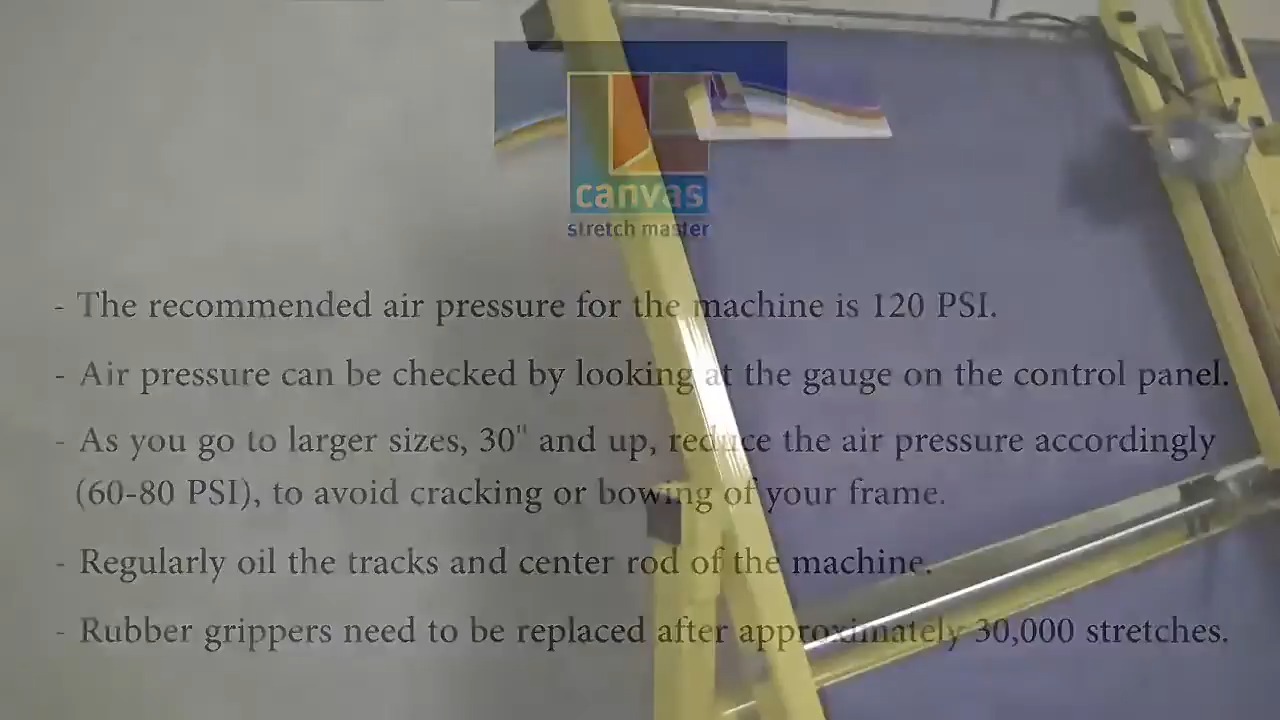 canvas
stretch master
- The recommended air pressure for the machine is 120 PSI.
- Air pressure can be checked by looking at the gauge on the control panel.
- As you go to larger sizes, 30" and up, reduce the air pressure accordingly
(60-80 PSI), to avoid cracking or bowing of your frame.
- Regularly oil the tracks and center rod of the machine.
- Rubber grippers need to be replaced after approximately 30,000 stretches.